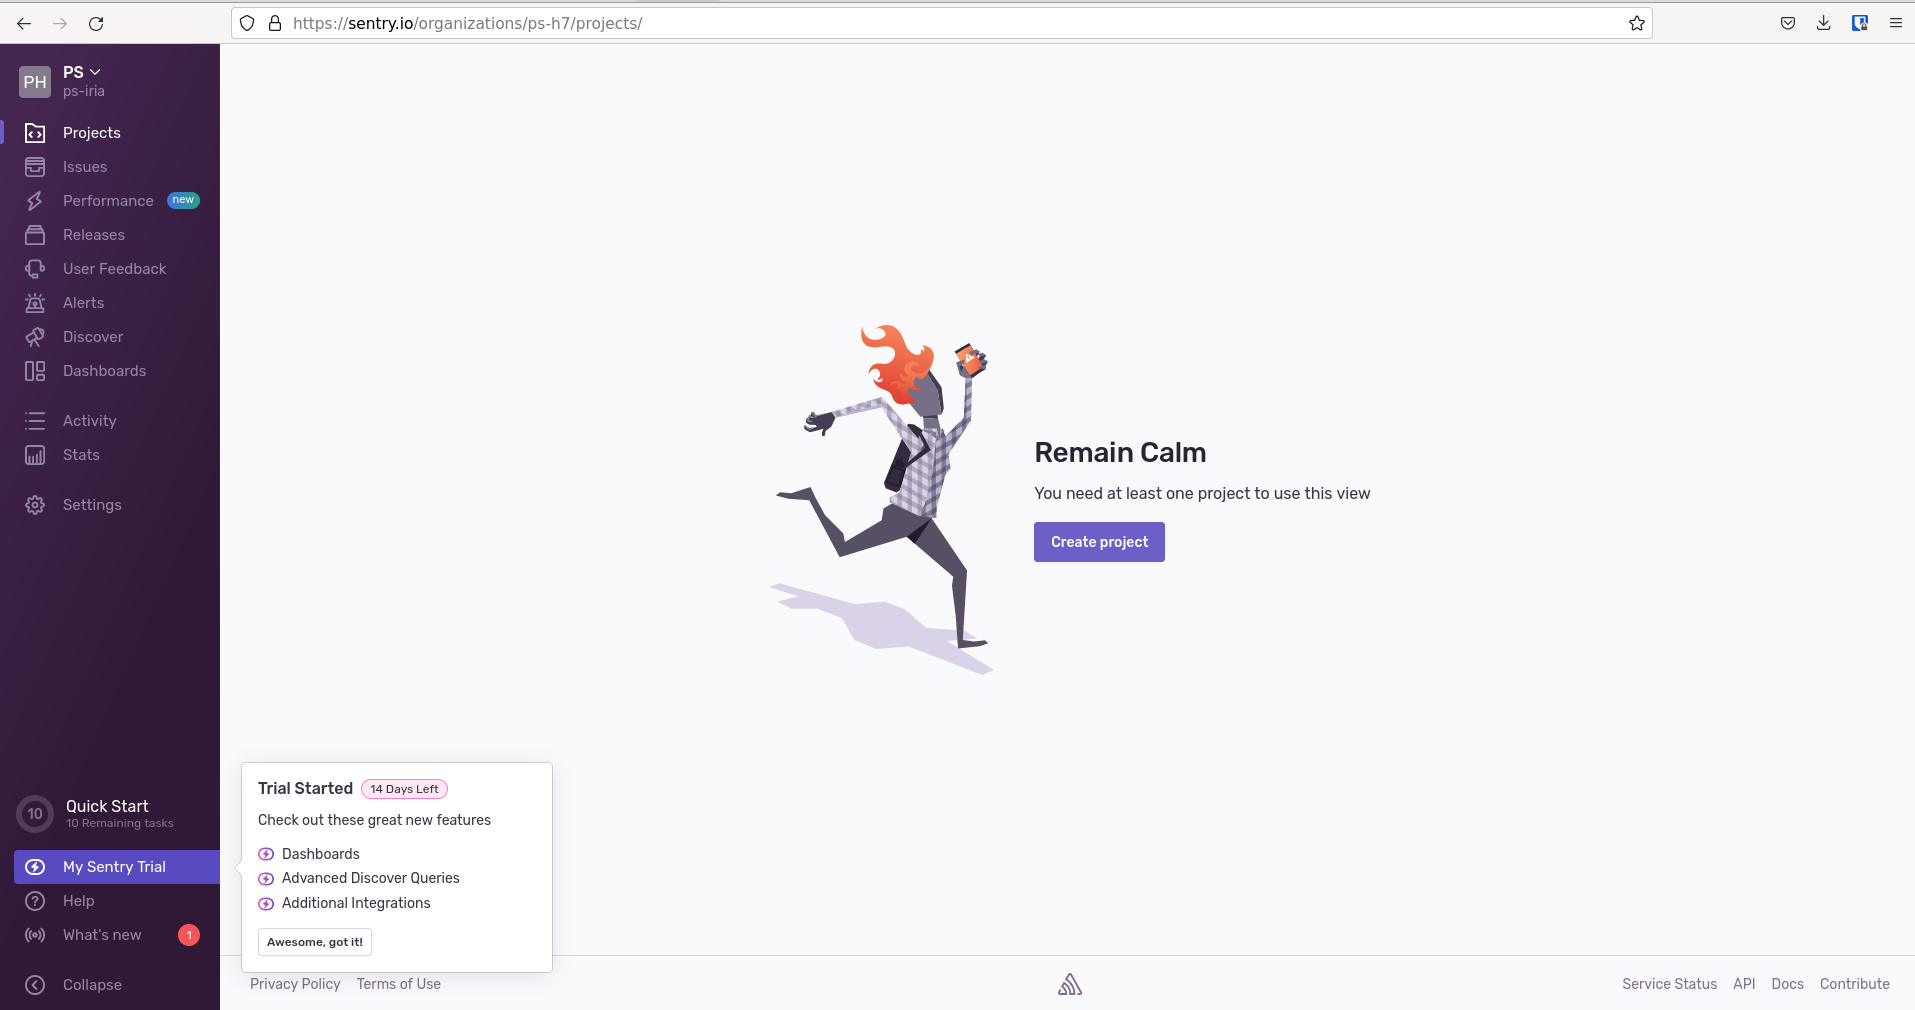 https://sentry.io/organizations/ps-h7/projects/
PH
PS
ps-iria
Projects
Issues
Performance new
Releases
User Feedback
Alerts
Discover
Dashboards
Activity
Stats
Settings
Remain Calm
You need at least one project to use this view
Create project
10
Quick Start
10 Remaining tasks
My Sentry Trial
Help
What's new 1
Collapse
Trial Started 14 Days Left
Check out these great new features
Dashboards
Advanced Discover Queries
Additional Integrations
Awesome, got it!
Privacy Policy Terms of Use
Service Status API Docs Contribute